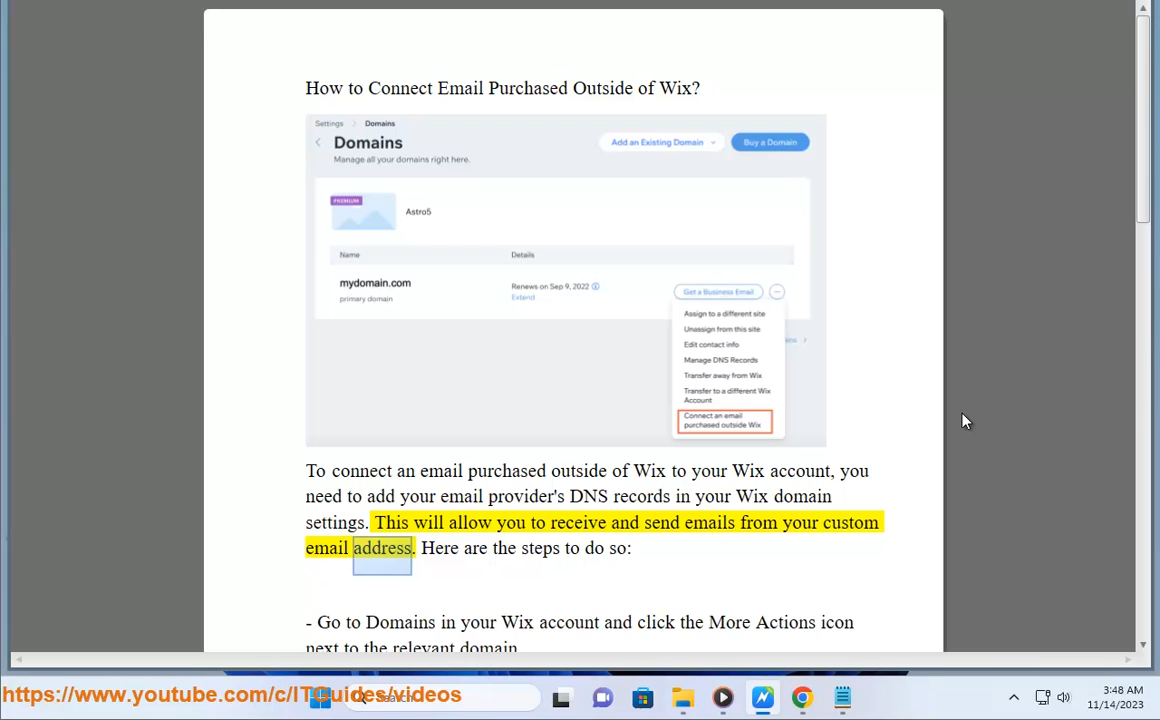 How to Connect Email Purchased Outside of Wix?
Settings > Domains
Domains
Add an Existing Domain
Buy a Domain
Manage all your domains right here.
PREMIUM
Astro5
Name
Details
mydomain.com
Renews on Sep 9, 2022
Get a Business Email
primary domain
Extend
Assign to a different site
Unassign from this site
Edit contact info
Manage DNS Records
Transfer away from Wix
Transfer to a different Wix
Account
Connect an email
purchased outside Wix
To connect an email purchased outside of Wix to your Wix account, you
need to add your email provider's DNS records in your Wix domain
settings. This will allow you to receive and send emails from your custom
email address. Here are the steps to do so:
- Go to Domains in your Wix account and click the More Actions icon
next to the relevant domain.
https://www.youtube.com/c/ITGuides/videos
3:48 AM
11/14/2023